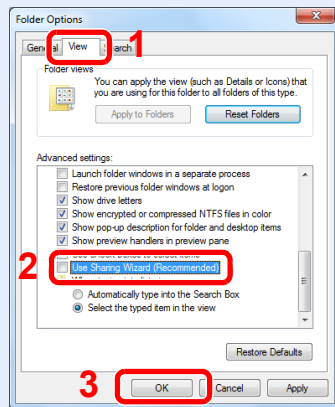 Folder Options
General View Search
1
Folder views
You can apply the view (such as Details or Icons) that
you are using for this folder to all folders of this type.
Apply to Folders Reset Folders
Advanced settings:
Launch folder windows in a separate process
Restore previous folder windows at logon
Show drive letters
Show encrypted or compressed NTFS files in color
Show pop-up description for folder and desktop items
Show preview handlers in preview pane
2
Use Sharing Wizard (Recommended)
Automatically type into the Search Box
Select the typed item in the view
Restore Defaults
3
OK Cancel Apply